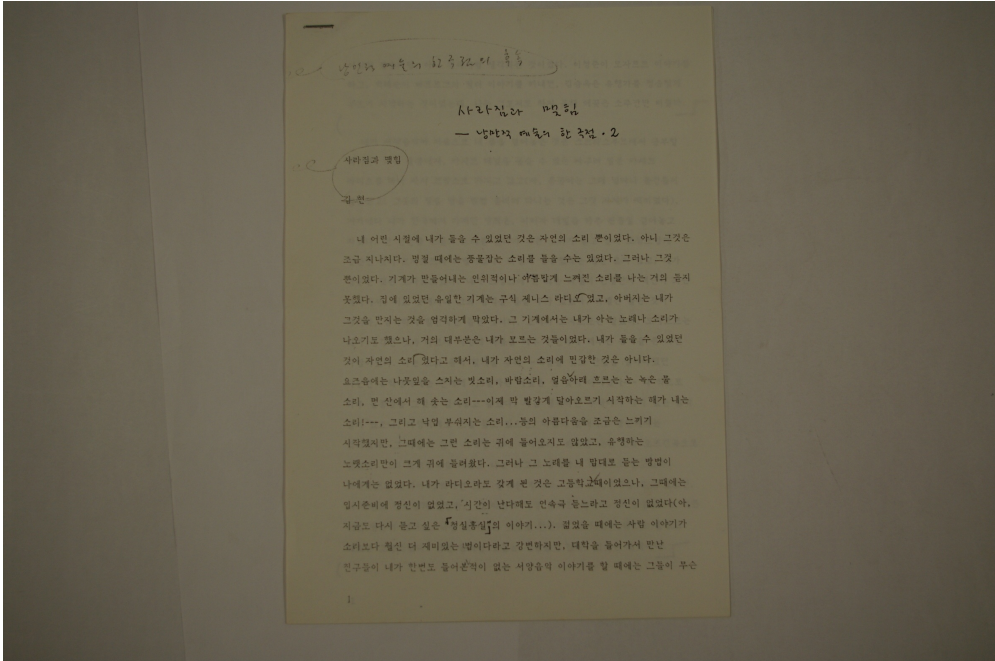 낭만적 예술의 한 극점의
사라짐과 맺힘
— 낭만적 예술의 한 극점 · 2
사라짐과 맺힘
김 현
내 어린 시절에 내가 들을 수 있었던 것은 자연의 소리 뿐이었다. 아니 그것은
조금 지나치다. 명절 때에는 풍물잡는 소리를 들을 수는 있었다. 그러나 그것
뿐이었다. 기계가 만들어내는 인위적이나 아름답게 느껴진 소리를 나는 거의 듣지
못했다. 집에 있었던 유일한 기계는 구식 제니스 라디오였고, 아버지는 내가
그것을 만지는 것을 엄격하게 막았다. 그 기계에서는 내가 아는 노래나 소리가
나오기도 했으나, 거의 대부분은 내가 모르는 것들이었다. 내가 들을 수 있었던
것이 자연의 소리였다고 해서, 내가 자연의 소리에 민감한 것은 아니다.
요즈음에는 나뭇잎을 스치는 빗소리, 바람소리, 얼음아래 흐르는 눈 녹은 물
소리, 먼 산에서 해 솟는 소리---이제 막 빨갛게 달아오르기 시작하는 해가 내는
소리!---, 그리고 낙엽 부숴지는 소리...등의 아름다움을 조금은 느끼기
시작했지만, 그때에는 그런 소리는 귀에 들어오지도 않았고, 유행하는
노랫소리만이 크게 귀에 들려왔다. 그러나 그 노래를 내 맘대로 듣는 방법이
나에게는 없었다. 내가 라디오라도 갖게 된 것은 고등학교때이었으나, 그때에는
입시준비에 정신이 없었고, 시간이 난다해도 연속극 듣느라고 정신이 없었다(아,
지금도 다시 듣고 싶은 「청실홍실」의 이야기...). 젊었을 때에는 사람 이야기가
소리보다 훨씬 더 재미있는 법이다라고 강변하지만, 대학을 들어가서 만난
친구들이 내가 한번도 들어본적이 없는 서양음악 이야기를 할 때에는 그들이 무슨
1